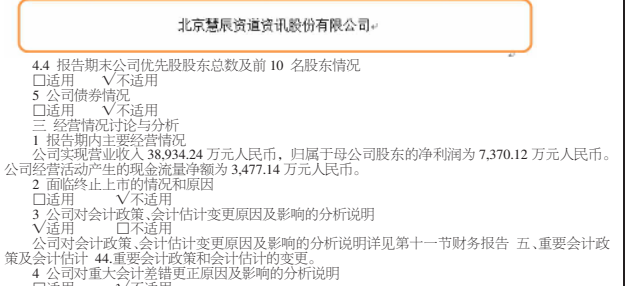 北京慧辰资道资讯股份有限公司
4.4 报告期末公司优先股股东总数及前 10 名股东情况
□适用 √不适用
5 公司债券情况
□适用 √不适用
三 经营情况讨论与分析
1 报告期内主要经营情况
公司实现营业收入 38,934.24 万元人民币，归属于母公司股东的净利润为 7,370.12 万元人民币。
公司经营活动产生的现金流量净额为 3,477.14 万元人民币。
2 面临终止上市的情况和原因
□适用 √不适用
3 公司对会计政策、会计估计变更原因及影响的分析说明
√适用 □不适用
公司对会计政策、会计估计变更原因及影响的分析说明详见第十一节财务报告 五、重要会计政
策及会计估计 44.重要会计政策和会计估计的变更。
4 公司对重大会计差错更正原因及影响的分析说明
□适用 √不适用